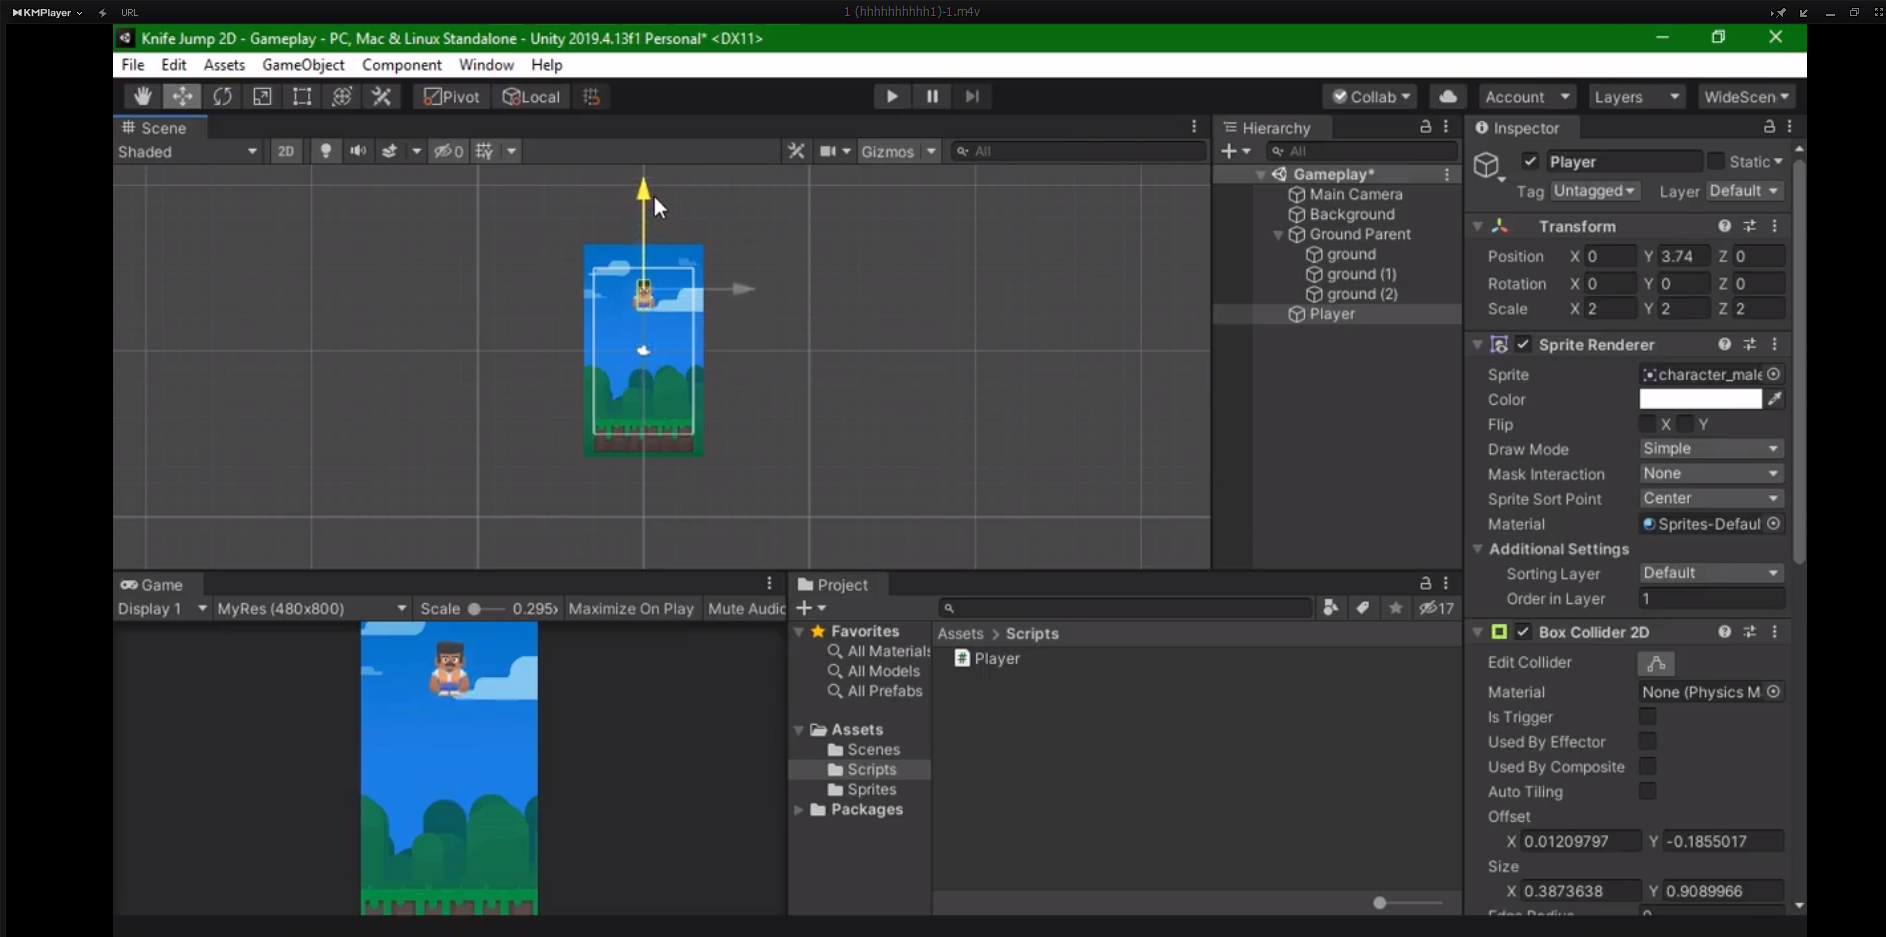 KMPlayer URL 1 (hhhhhhhhhh1)-1.m4v
Knife Jump 2D - Gameplay - PC, Mac & Linux Standalone - Unity 2019.4.13f1 Personal* <DX11>
File Edit Assets GameObject Component Window Help
Pivot Local Collab Account Layers WideScen
Scene
Shaded 2D 0 Gizmos All
Hierarchy
All
Gameplay*
Main Camera
Background
Ground Parent
ground
ground (1)
ground (2)
Player
Inspector
Player Static
Tag Untagged Layer Default
Transform
Position X 0 Y 3.74 Z 0
Rotation X 0 Y 0 Z 0
Scale X 2 Y 2 Z 2
Sprite Renderer
Sprite character_male
Color
Flip X Y
Draw Mode Simple
Mask Interaction None
Sprite Sort Point Center
Material Sprites-Defaul
Additional Settings
Sorting Layer Default
Order in Layer 1
Box Collider 2D
Edit Collider
Material None (Physics M
Is Trigger
Used By Effector
Used By Composite
Auto Tiling
Offset
X 0.01209797 Y -0.1855017
Size
X 0.3873638 Y 0.9089966
Game
Display 1 MyRes (480x800) Scale 0.295x Maximize On Play Mute Audio
Project
17
Favorites
All Materials
All Models
All Prefabs
Assets
Scenes
Scripts
Sprites
Packages
Assets > Scripts
Player